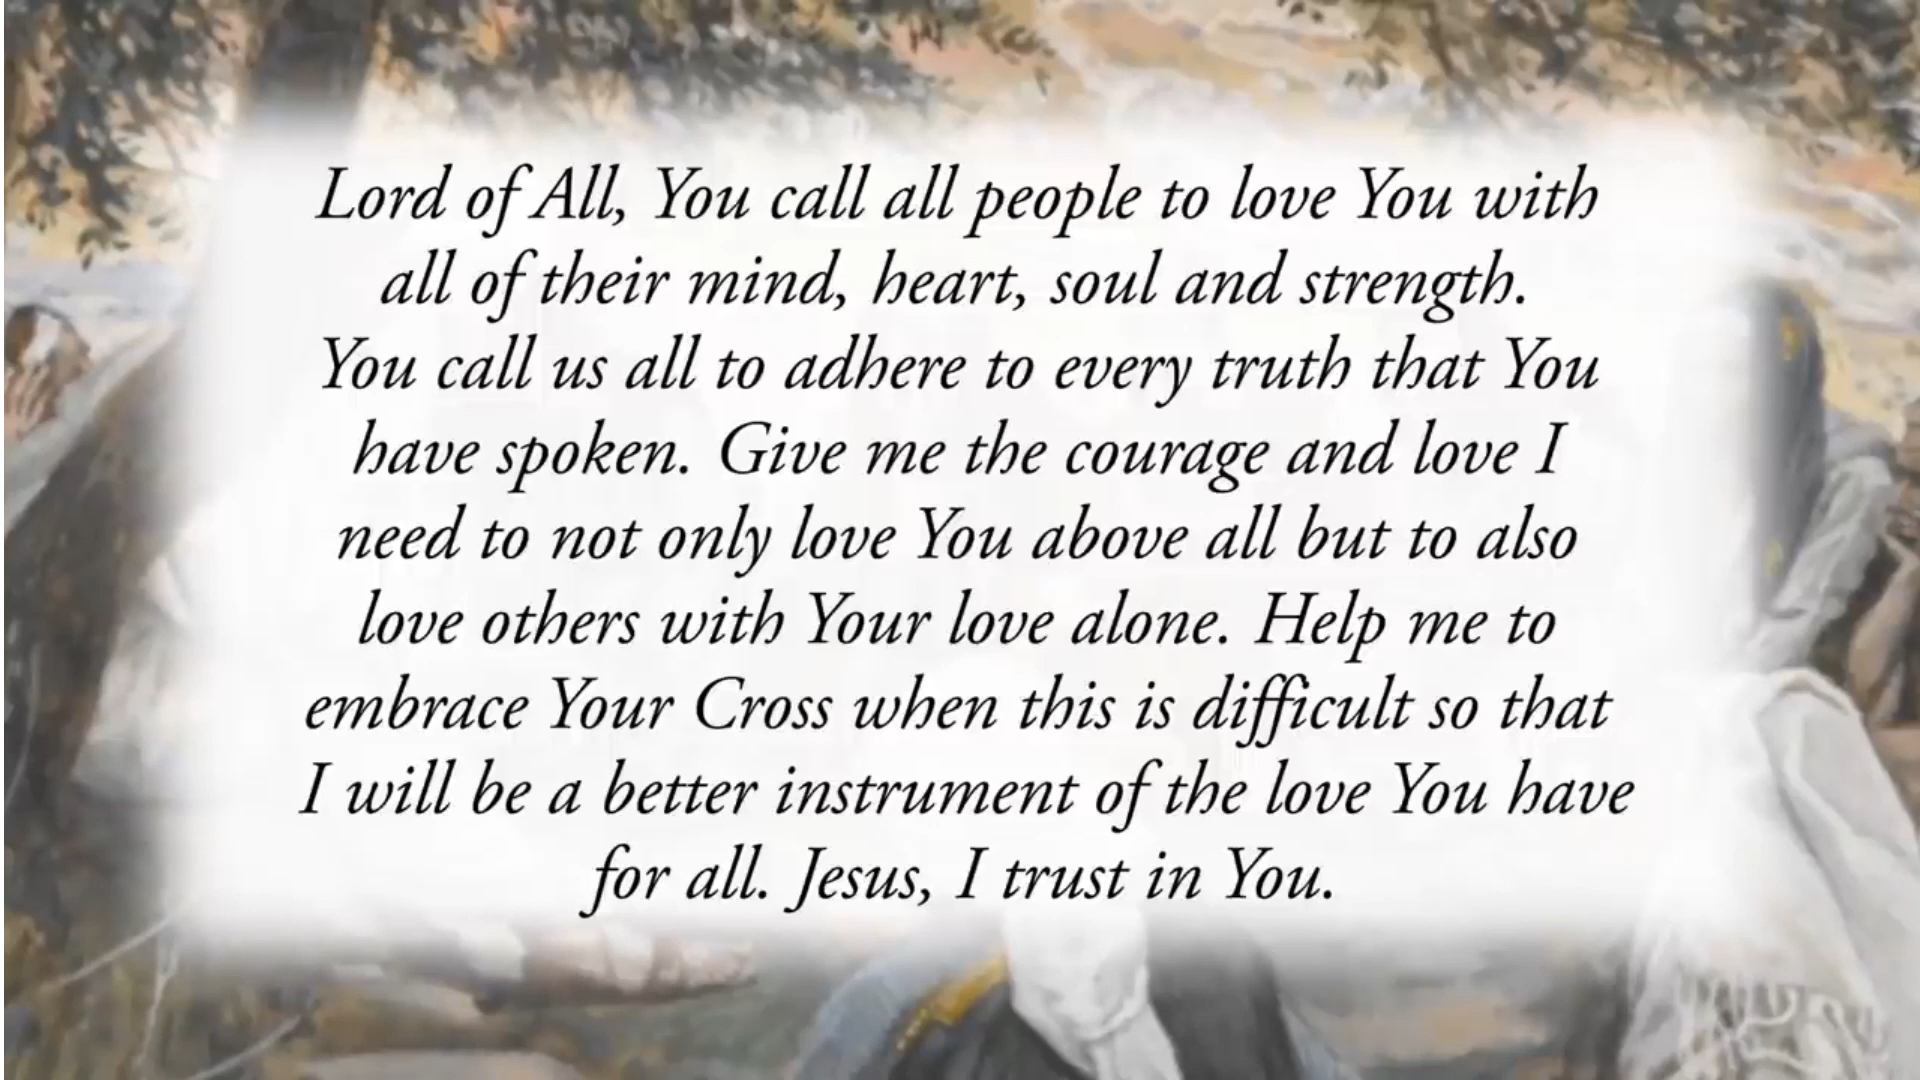 Lord of All, You call all people to love You with
all of their mind, heart, soul and strength.
You call us all to adhere to every truth that You
have spoken. Give me the courage and love I
need to not only love You above all but to also
love others with Your love alone. Help me to
embrace Your Cross when this is difficult so that
I will be a better instrument of the love You have
for all. Jesus, I trust in You.